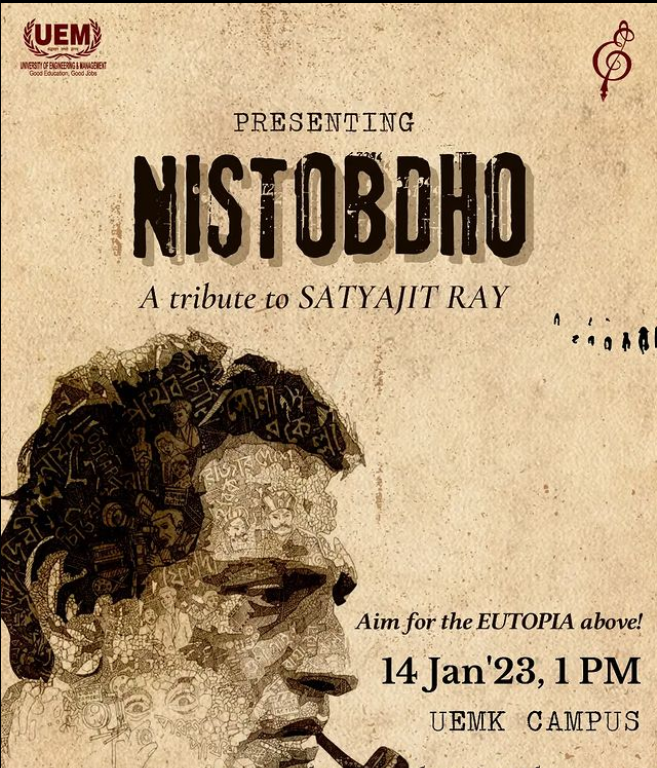 UEM
UNIVERSITY OF ENGINEERING & MANAGEMENT
Good Education, Good Jobs
PRESENTING
NISTOBDHO
A tribute to SATYAJIT RAY
পথের
সোনার
কেল্লা
Aim for the EUTOPIA above!
14 Jan'23, 1 PM
UEMK CAMPUS